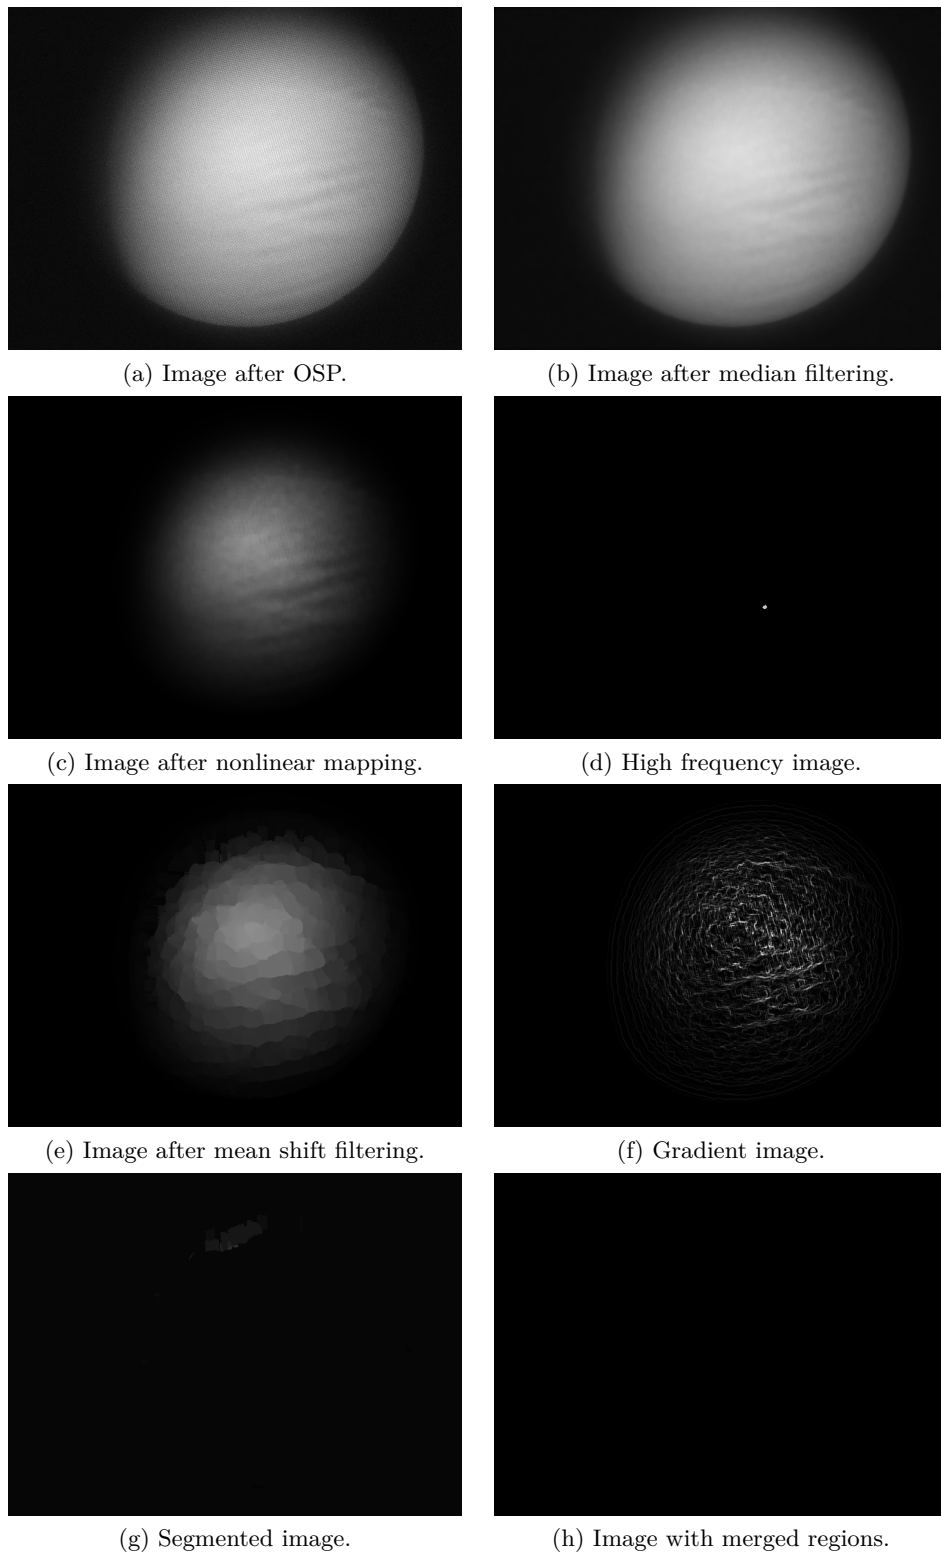 (a) Image after OSP.
(b) Image after median filtering.
(c) Image after nonlinear mapping.
(d) High frequency image.
(e) Image after mean shift filtering.
(f) Gradient image.
(g) Segmented image.
(h) Image with merged regions.